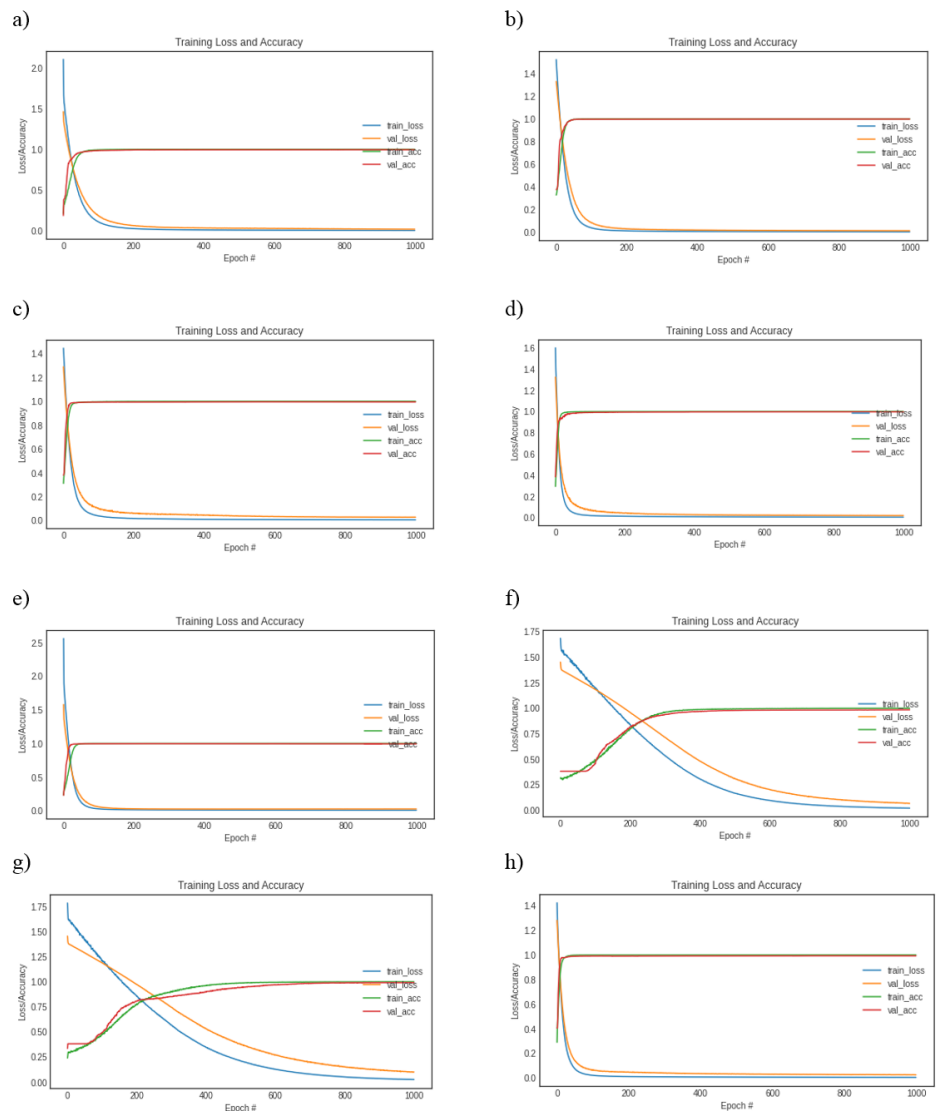 a)
Training Loss and Accuracy
2.0
1.5
1.0
0.5
0.0
Loss/Accuracy
train_loss
val_loss
train_acc
val_acc
0 200 400 600 800 1000
Epoch #
b)
Training Loss and Accuracy
1.4
1.2
1.0
0.8
0.6
0.4
0.2
0.0
Loss/Accuracy
train_loss
val_loss
train_acc
val_acc
0 200 400 600 800 1000
Epoch #
c)
Training Loss and Accuracy
1.4
1.2
1.0
0.8
0.6
0.4
0.2
0.0
Loss/Accuracy
train_loss
val_loss
train_acc
val_acc
0 200 400 600 800 1000
Epoch #
d)
Training Loss and Accuracy
1.6
1.4
1.2
1.0
0.8
0.6
0.4
0.2
0.0
Loss/Accuracy
train_loss
val_loss
train_acc
val_acc
0 200 400 600 800 1000
Epoch #
e)
Training Loss and Accuracy
2.5
2.0
1.5
1.0
0.5
0.0
Loss/Accuracy
train_loss
val_loss
train_acc
val_acc
0 200 400 600 800 1000
Epoch #
f)
Training Loss and Accuracy
1.75
1.50
1.25
1.00
0.75
0.50
0.25
0.00
Loss/Accuracy
train_loss
val_loss
train_acc
val_acc
0 200 400 600 800 1000
Epoch #
g)
Training Loss and Accuracy
1.75
1.50
1.25
1.00
0.75
0.50
0.25
0.00
Loss/Accuracy
train_loss
val_loss
train_acc
val_acc
0 200 400 600 800 1000
Epoch #
h)
Training Loss and Accuracy
1.4
1.2
1.0
0.8
0.6
0.4
0.2
0.0
Loss/Accuracy
train_loss
val_loss
train_acc
val_acc
0 200 400 600 800 1000
Epoch #